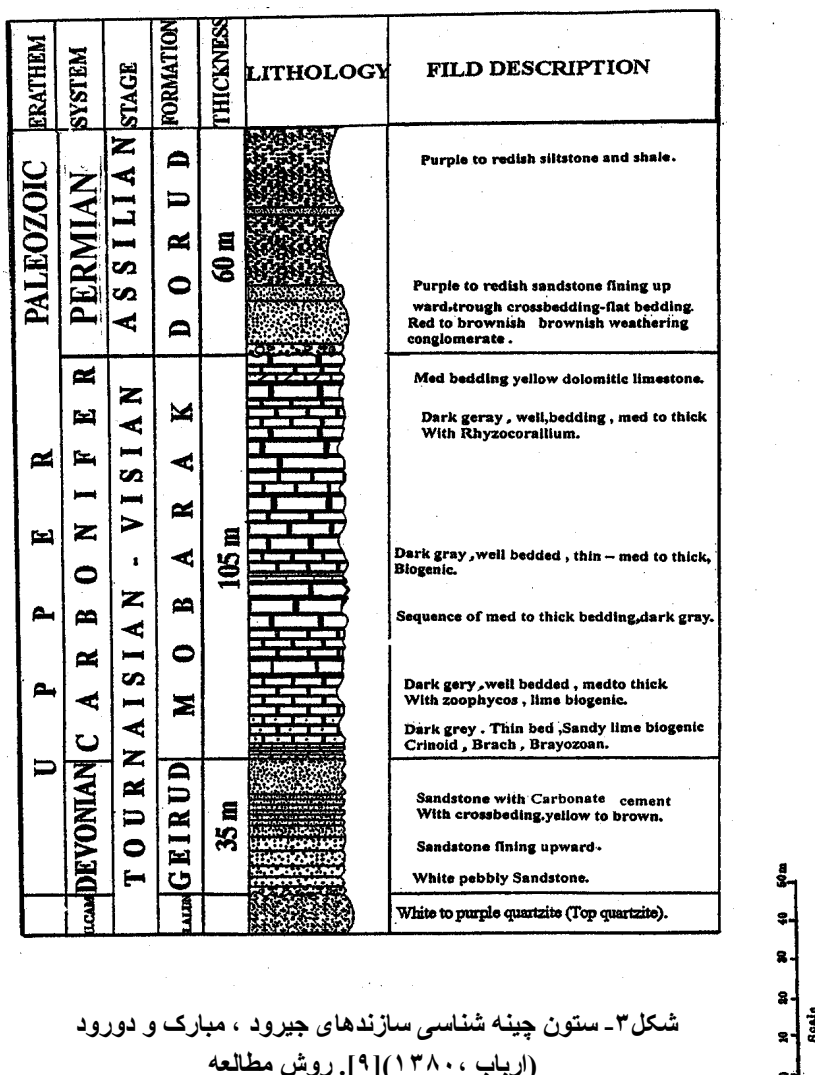 ERATHEM
SYSTEM
STAGE
FORMATION
THICKNESS
LITHOLOGY
FILD DESCRIPTION
UPPER PALEOZOIC
PERMIAN
ASSILIAN
DORUD
60 m
Purple to redish siltstone and shale.
Purple to redish sandstone fining up
ward,trough crossbedding-flat bedding.
Red to brownish brownish weathering
conglomerate .
CARBONIFER
TOURNAISIAN - VISIAN
MOBARAK
105 m
Med bedding yellow dolomitic limestone.
Dark geray , well,bedding , med to thick
With Rhyzocorallium.
Dark gray ,well bedded , thin – med to thick,
Biogenic.
Sequence of med to thick bedding,dark gray.
Dark gery ,well bedded , medto thick
With zoophycos , lime biogenic.
Dark grey . Thin bed ,Sandy lime biogenic
Crinoid , Brach , Brayozoan.
DEVONIAN
GEIRUD
35 m
Sandstone with Carbonate cement
With crossbeding,yellow to brown.
Sandstone fining upward.
White pebbly Sandstone.
White to purple quartzite (Top quartzite).
50 m
40
30
20
10
0
Scale
شکل۳- ستون چینه شناسی سازندهای جیرود ، مبارک و دورود
(ارباب ،۱۳۸۰)[۹]. روش مطالعه